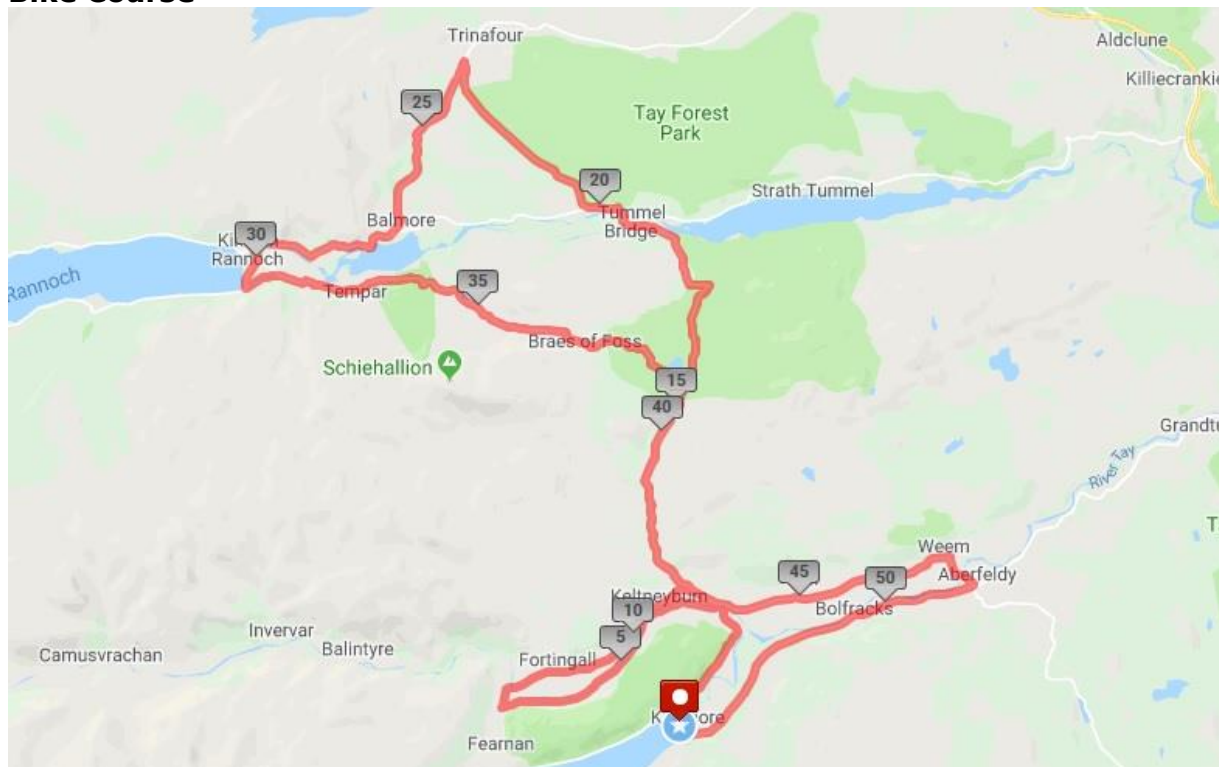 Bike Course
Trinafour
Aldclune
Killiecrankie
25
Tay Forest
Park
20
Strath Tummel
Tummel
Bridge
Balmore
30
Rannoch
Rannoch
35
Tempar
Braes of Foss
Schiehallion
15
40
River Tay
Weem
45
50
Aberfeldy
Keltneyburn
10
Bolfracks
5
Invervar
Balintyre
Camusvrachan
Fortingall
Fearnan